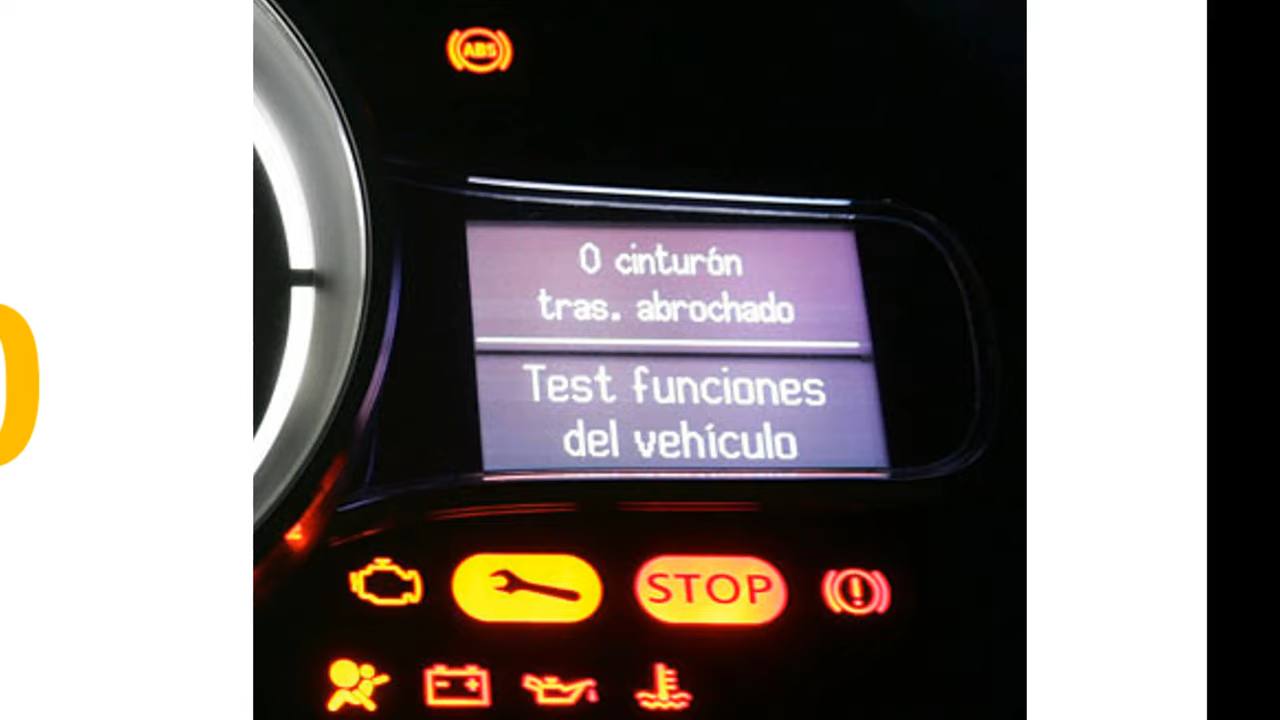 ABS
0 cinturón
tras. abrochado
Test funciones
del vehículo
STOP